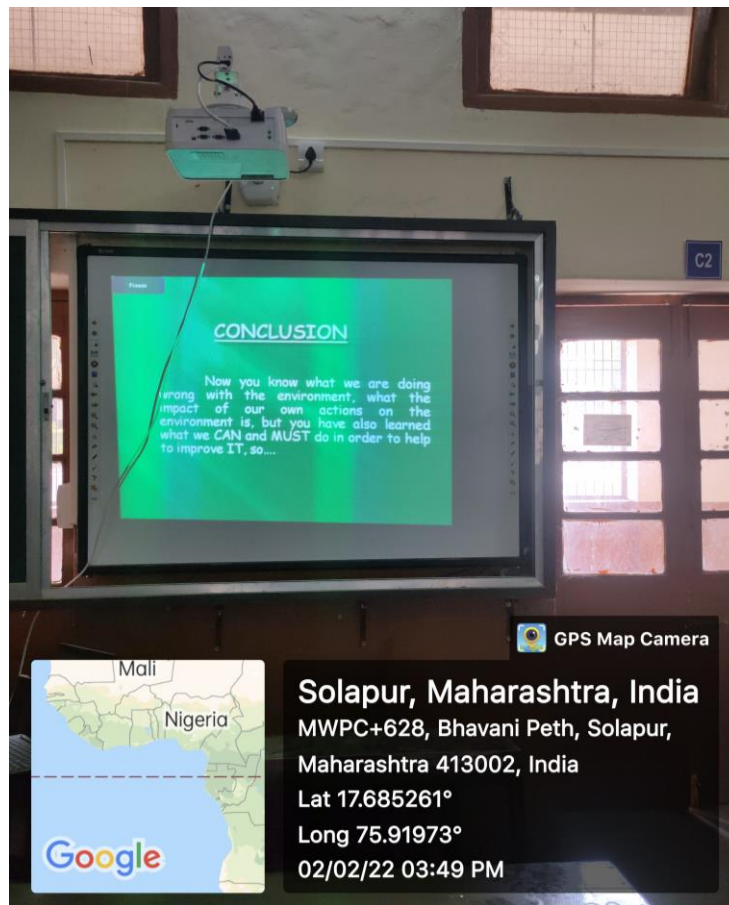 C2
Freeze
CONCLUSION
Now you know what we are doing
wrong with the environment, what the
impact of our own actions on the
environment is, but you have also learned
what we CAN and MUST do in order to help
to improve IT, so....
GPS Map Camera
Mali
Nigeria
Google
Solapur, Maharashtra, India
MWPC+628, Bhavani Peth, Solapur,
Maharashtra 413002, India
Lat 17.685261°
Long 75.91973°
02/02/22 03:49 PM